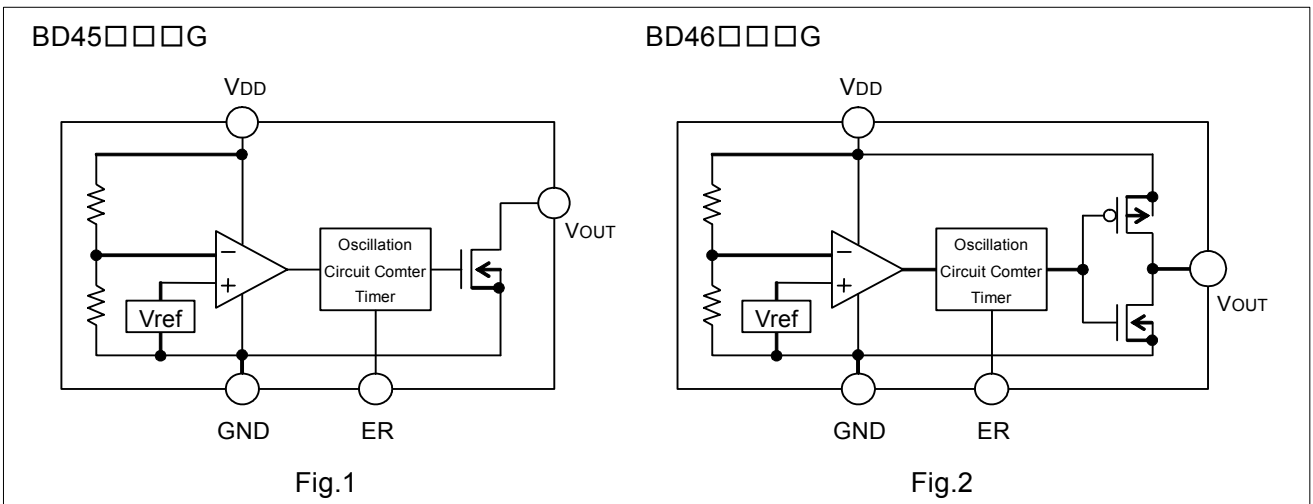 BD45□□□G
VDD
VOUT
Oscillation
Circuit Comter
Timer
Vref
−
+
GND
ER
Fig.1
BD46□□□G
VDD
VOUT
Oscillation
Circuit Comter
Timer
Vref
−
+
GND
ER
Fig.2